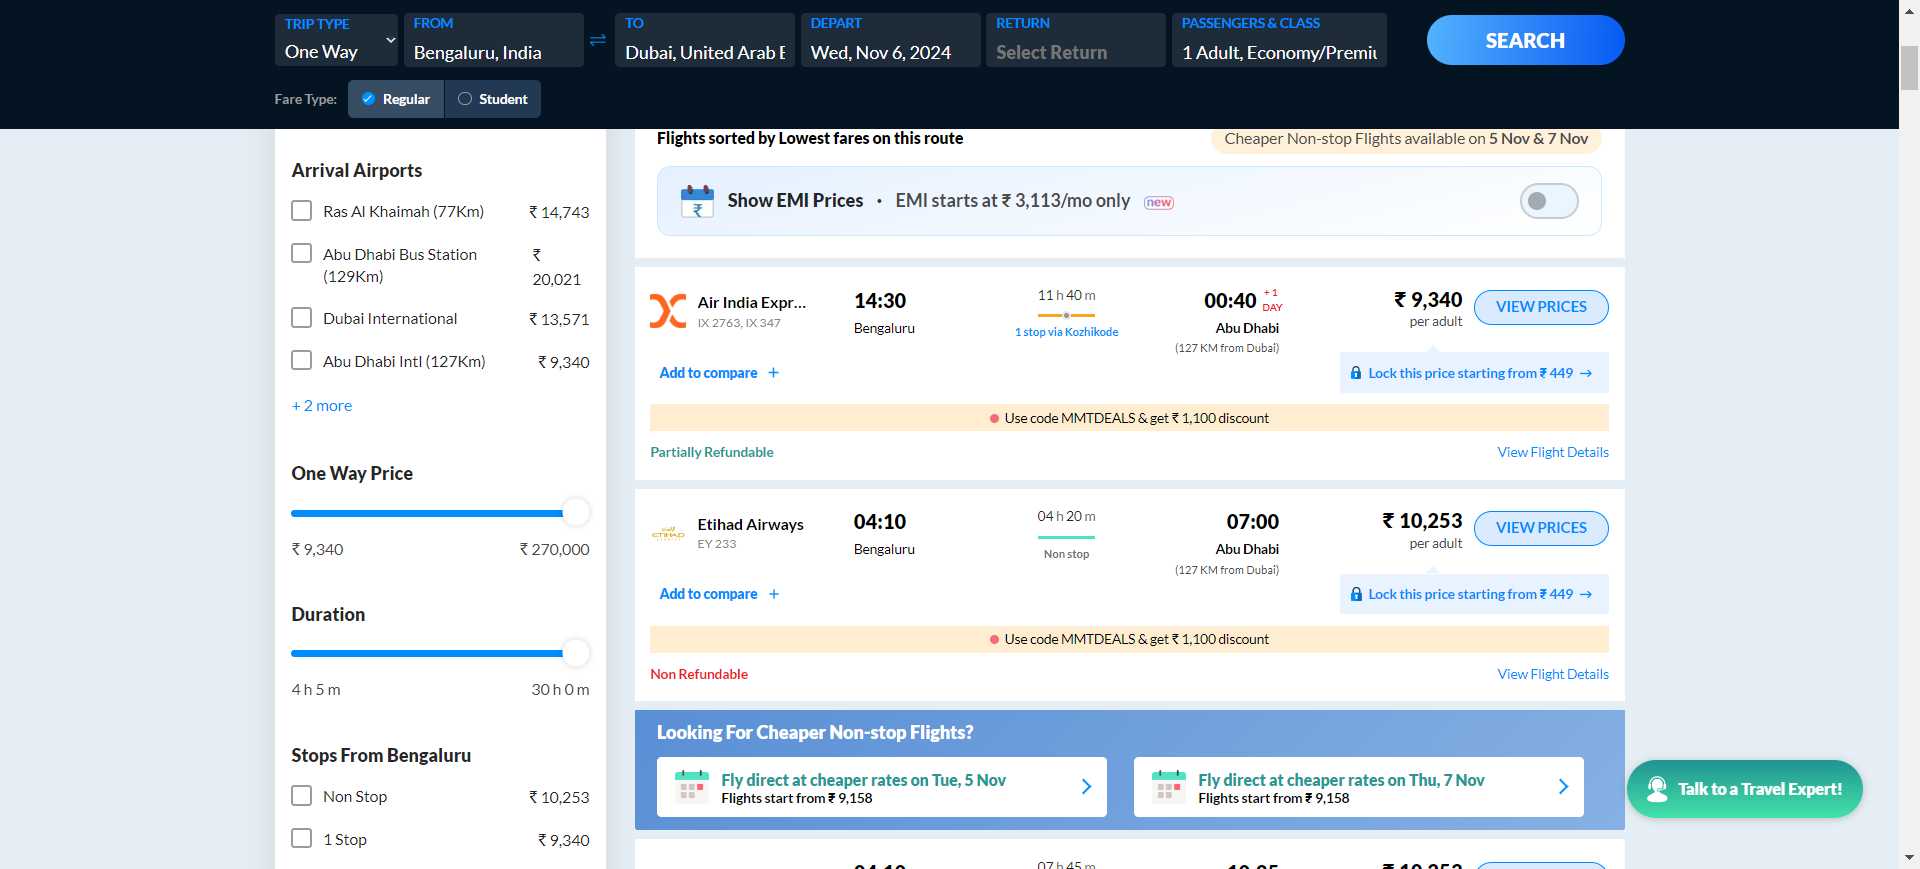 TRIP TYPE
One Way
FROM
Bengaluru, India
TO
Dubai, United Arab E
DEPART
Wed, Nov 6, 2024
RETURN
Select Return
PASSENGERS & CLASS
1 Adult, Economy/Premiu
SEARCH
Fare Type:
Regular
Student
Arrival Airports
Ras Al Khaimah (77Km)
₹ 14,743
Abu Dhabi Bus Station
(129Km)
₹
20,021
Dubai International
₹ 13,571
Abu Dhabi Intl (127Km)
₹ 9,340
+ 2 more
One Way Price
₹ 9,340
₹ 270,000
Duration
4 h 5 m
30 h 0 m
Stops From Bengaluru
Non Stop
₹ 10,253
1 Stop
₹ 9,340
Flights sorted by Lowest fares on this route
Cheaper Non-stop Flights available on 5 Nov & 7 Nov
Show EMI Prices • EMI starts at ₹ 3,113/mo only new
Air India Expr...
IX 2763, IX 347
14:30
Bengaluru
11 h 40 m
1 stop via Kozhikode
00:40
+ 1
DAY
Abu Dhabi
(127 KM from Dubai)
₹ 9,340
per adult
VIEW PRICES
Add to compare +
Lock this price starting from ₹ 449 →
Use code MMTDEALS & get ₹ 1,100 discount
Partially Refundable
View Flight Details
ETIHAD
Etihad Airways
EY 233
04:10
Bengaluru
04 h 20 m
Non stop
07:00
Abu Dhabi
(127 KM from Dubai)
₹ 10,253
per adult
VIEW PRICES
Add to compare +
Lock this price starting from ₹ 449 →
Use code MMTDEALS & get ₹ 1,100 discount
Non Refundable
View Flight Details
Looking For Cheaper Non-stop Flights?
Fly direct at cheaper rates on Tue, 5 Nov
Flights start from ₹ 9,158
Fly direct at cheaper rates on Thu, 7 Nov
Flights start from ₹ 9,158
Talk to a Travel Expert!
07 h 45 m
₹ 10,253